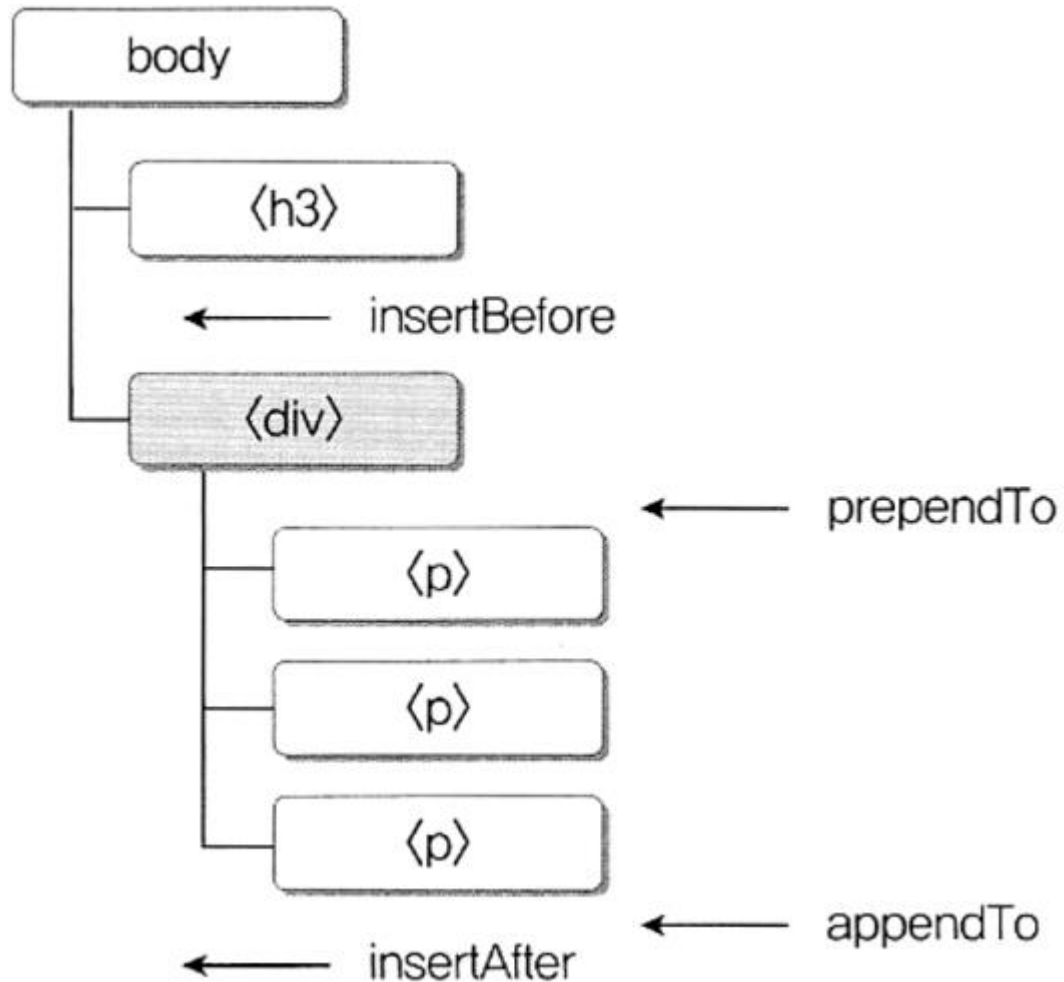 body
〈h3〉
insertBefore
〈div〉
prependTo
〈p〉
〈p〉
〈p〉
appendTo
insertAfter